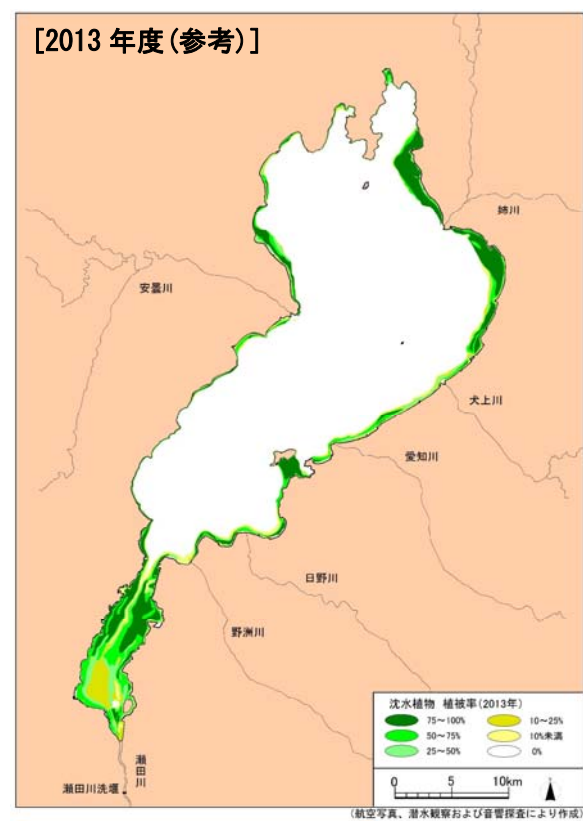 [2013 年度(参考)]
姉川
安曇川
犬上川
愛知川
日野川
野洲川
瀬田川
瀬田川洗堰
沈水植物 植被率(2013年)
75～100% 10～25%
50～75% 10%未満
25～50% 0%
0 5 10km
(航空写真、潜水観察および音響探査により作成)